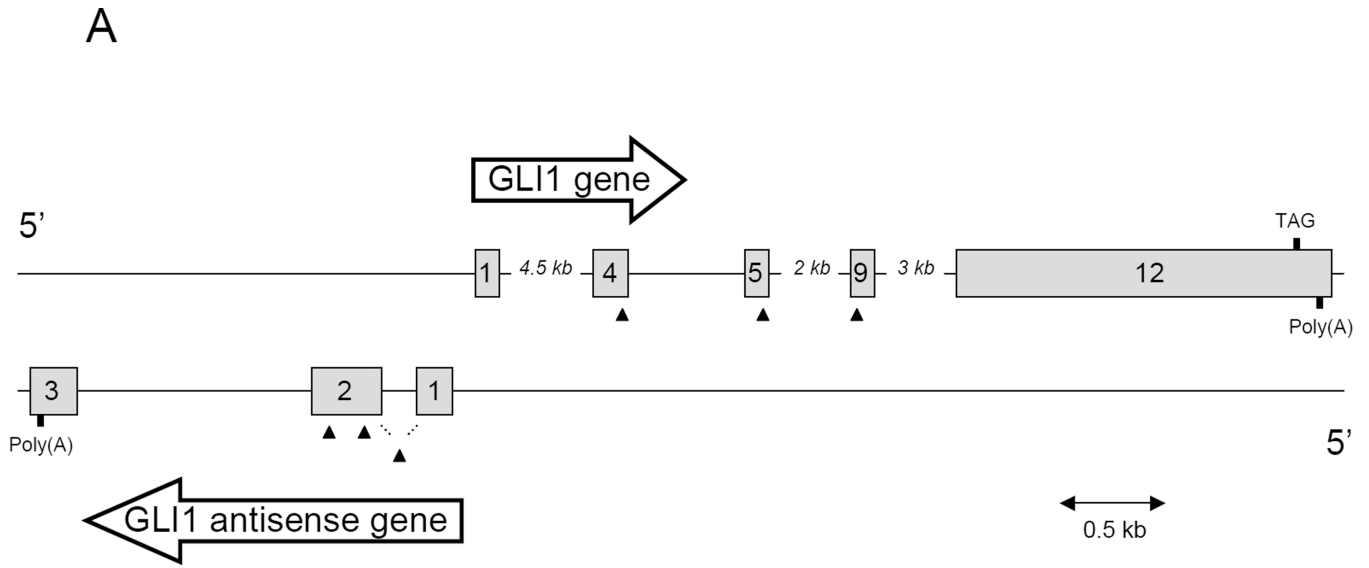 A
GLI1 gene
5’
TAG
1 4.5 kb 4 5 2 kb 9 3 kb 12
Poly(A)
3 2 1
Poly(A)
5’
GLI1 antisense gene
0.5 kb